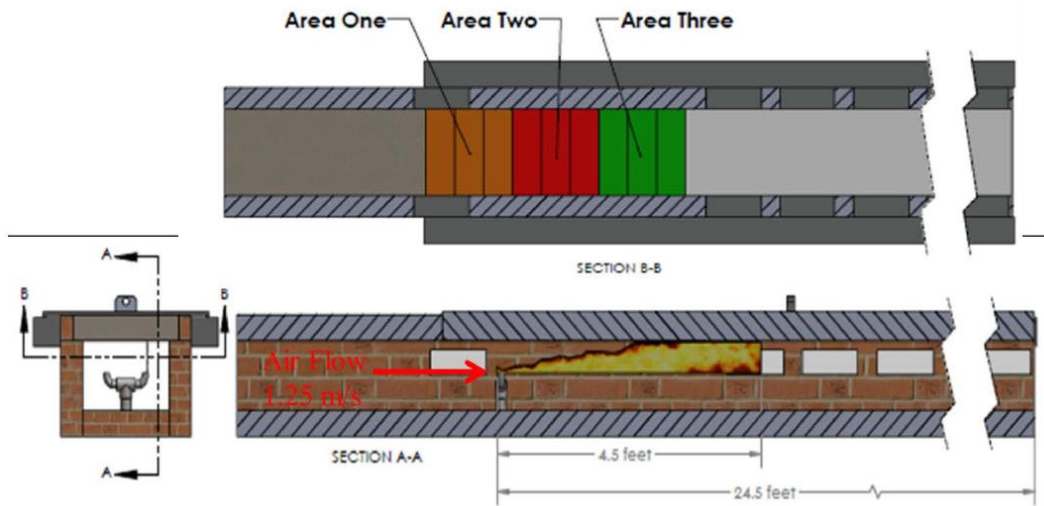 Area One
Area Two
Area Three
SECTION B-B
A
B
B
A
Air Flow
1.25 m/s
SECTION A-A
4.5 feet
24.5 feet